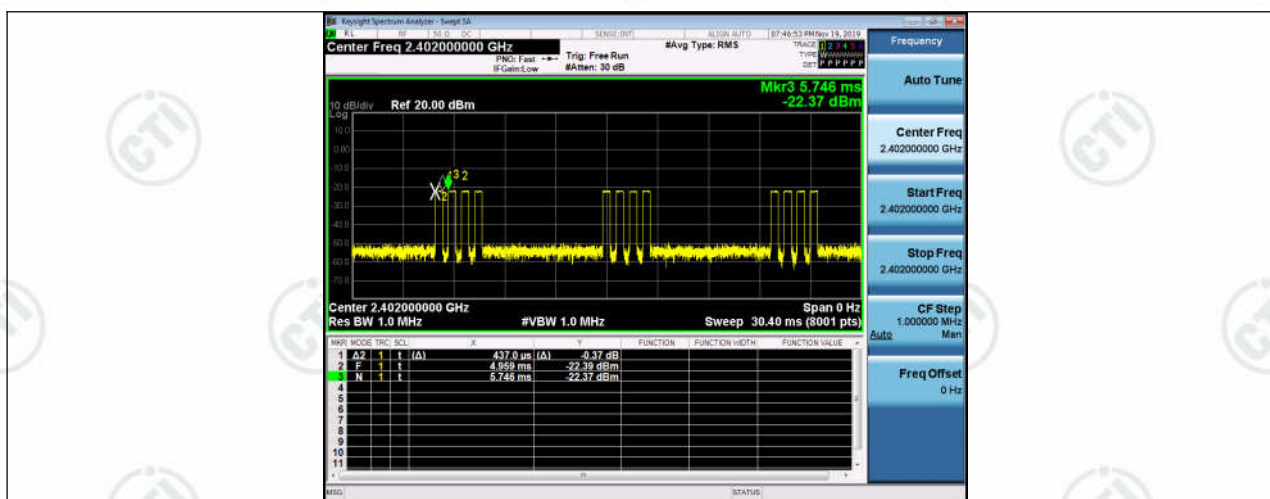 Keysight Spectrum Analyzer - Swept SA
RL RF 50 Ω DC SENSE:INT ALIGN AUTO 07:46:53 PM Nov 19, 2019
Center Freq 2.402000000 GHz
PNO: Fast
IFGain:Low
Trig: Free Run
#Atten: 30 dB
#Avg Type: RMS
TRACE 1 2 3 4 5 6
TYPE
DET P P P P P P
Mkr3 5.746 ms
-22.37 dBm
10 dB/div Ref 20.00 dBm
Log
10.0
0.00
-10.0
-20.0
-30.0
-40.0
-50.0
-60.0
-70.0
3 2
2
Center 2.402000000 GHz Span 0 Hz
Res BW 1.0 MHz #VBW 1.0 MHz Sweep 30.40 ms (8001 pts)
MKR MODE TRC SCL X Y FUNCTION FUNCTION WIDTH FUNCTION VALUE
1 Δ2 1 t (Δ) 437.0 µs (Δ) -0.37 dB
2 F 1 t 4.959 ms -22.39 dBm
3 N 1 t 5.746 ms -22.37 dBm
4
5
6
7
8
9
10
11
MSG STATUS
Frequency
Auto Tune
Center Freq
2.402000000 GHz
Start Freq
2.402000000 GHz
Stop Freq
2.402000000 GHz
CF Step
1.000000 MHz
Auto Man
Freq Offset
0 Hz
CTI
CTI
CTI
CTI